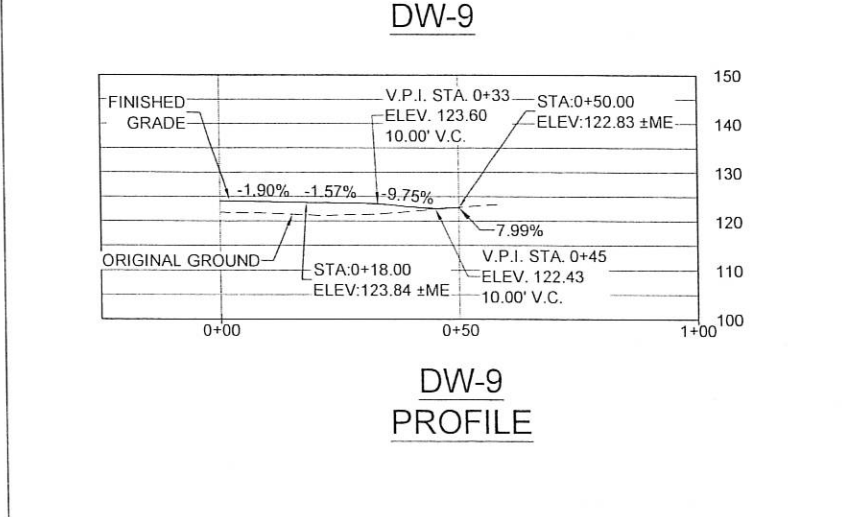 DW-9
150
FINISHED
GRADE
V.P.I. STA. 0+33
ELEV. 123.60
10.00' V.C.
STA:0+50.00
ELEV:122.83 ±ME
140
130
-1.90%
-1.57%
-9.75%
120
7.99%
ORIGINAL GROUND
STA:0+18.00
ELEV:123.84 ±ME
V.P.I. STA. 0+45
ELEV. 122.43
10.00' V.C.
110
100
0+00
0+50
1+00
DW-9
PROFILE